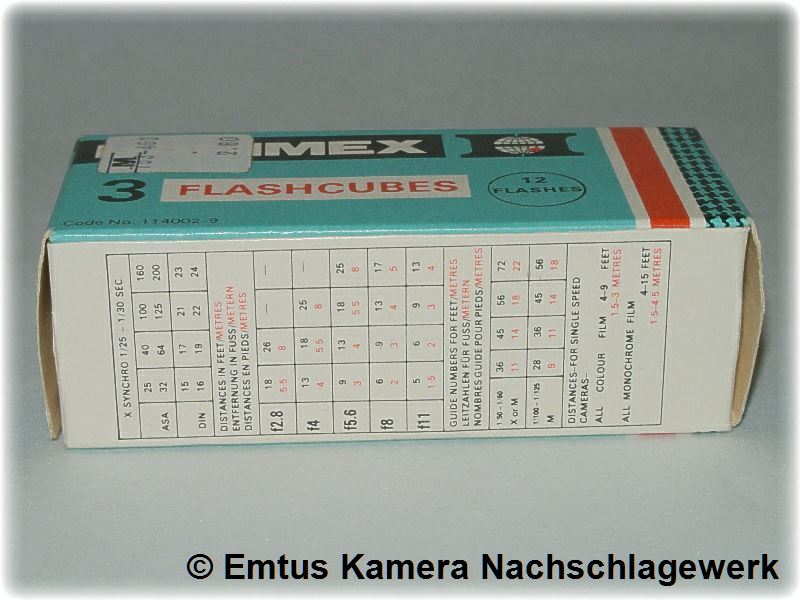 IMEX
M
2.80
3 FLASHCUBES
12
FLASHES
Code No. 114002-9
X SYNCHRO 1/25 – 1/30 SEC.
25 40 100 160
ASA 32 64 125 200
15 17 21 23
DIN 16 19 22 24
DISTANCES IN FEET/METRES
ENTFERNUNG IN FUSS/METERN
DISTANCES EN PIEDS/METRES
f2.8 18 26 — —
5.5 8
f4 13 18 25 —
4 5.5 8
f5.6 9 13 18 25
3 4 5.5 8
f8 6 9 13 17
2 3 4 5
f11 5 6 9 13
1.5 2 3 4
GUIDE NUMBERS FOR FEET/METRES
LEITZAHLEN FÜR FUSS/METERN
NOMBRES GUIDE POUR PIEDS/METRES
36 45 56 72
X or M 11 14 18 22
1/100 - 1/125 28 36 45 56
M 9 11 14 18
DISTANCES–FOR SINGLE SPEED
CAMERAS
ALL COLOUR FILM 4-9 FEET
1.5-3 METRES
ALL MONOCHROME FILM 4-15 FEET
1.5-4.5 METRES
© Emtus Kamera Nachschlagewerk